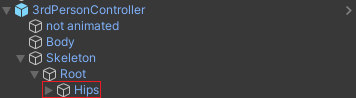 3rdPersonController
not animated
Body
Skeleton
Root
Hips